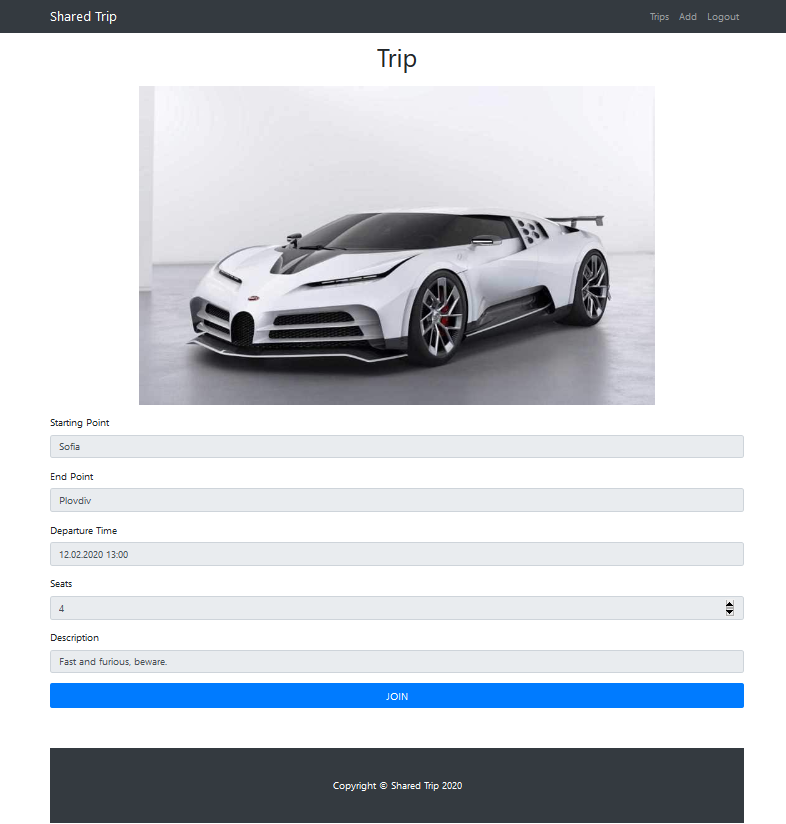 Shared Trip
Trips Add Logout
Trip
Starting Point
Sofia
End Point
Plovdiv
Departure Time
12.02.2020 13:00
Seats
4
Description
Fast and furious, beware.
JOIN
Copyright © Shared Trip 2020